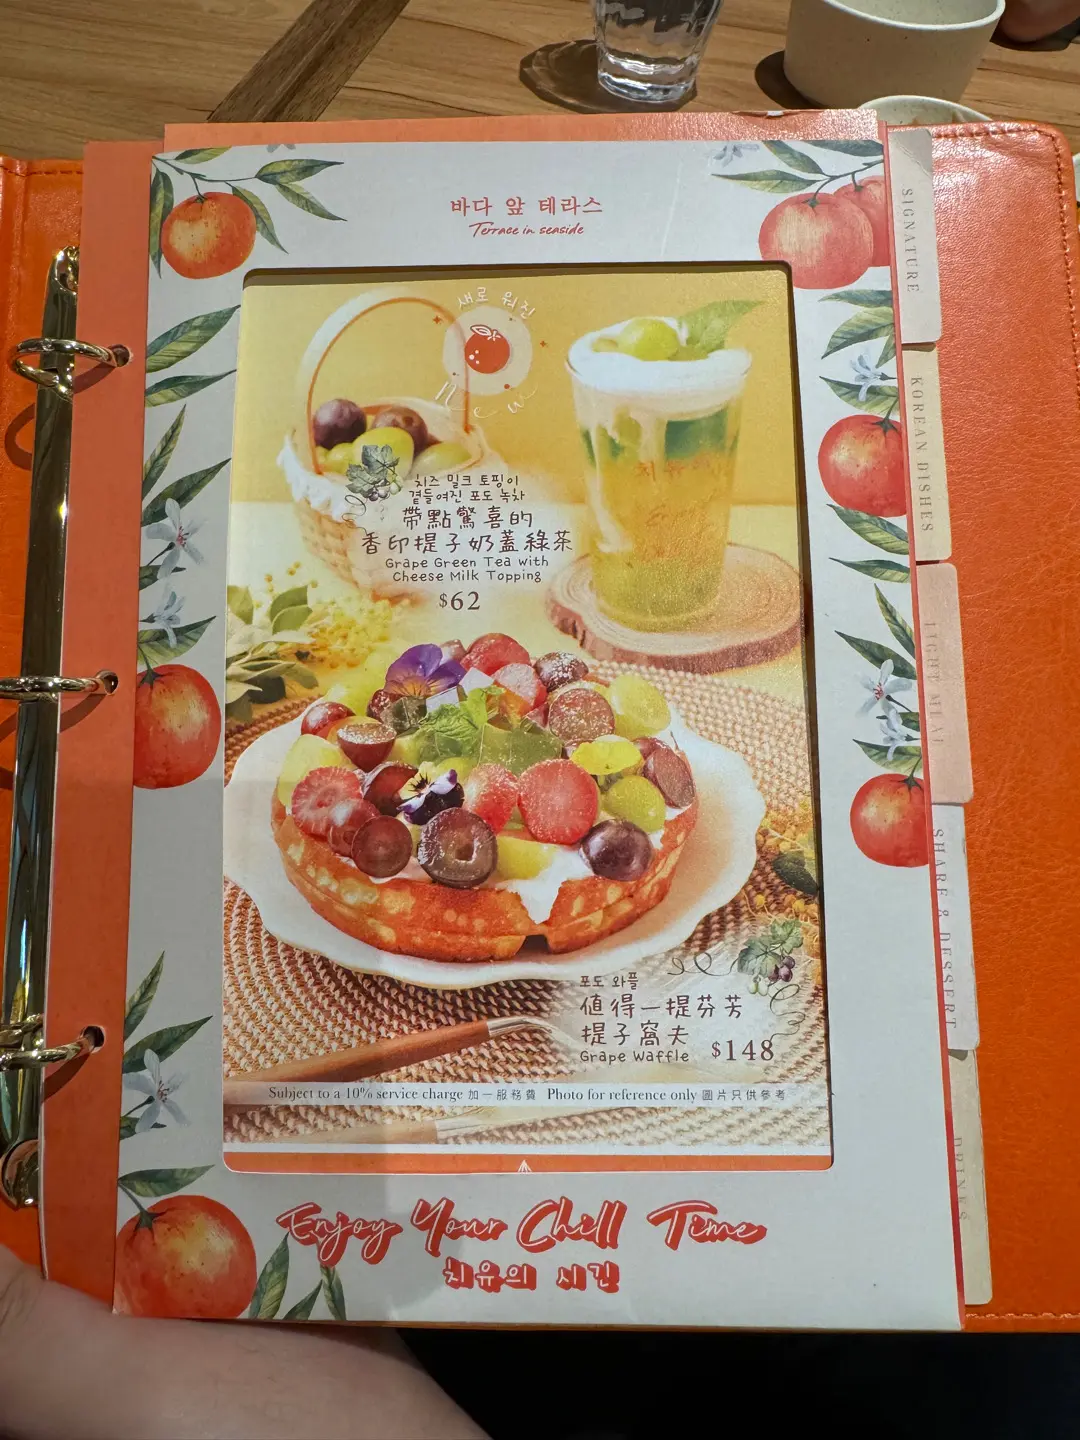 바다 앞 테라스
Terrace in seaside
새로 워진
New
치즈 밀크 토핑이
곁들여진 포도 녹차
帶點驚喜的
香印提子奶蓋綠茶
Grape Green Tea with
Cheese Milk Topping
$62
치유의
포도 와플
值得一提芬芳
提子窩夫
Grape Waffle $148
Subject to a 10% service charge 加一服務費 Photo for reference only 圖片只供參考
Enjoy Your Chill Time
치유의 시간
SIGNATURE
KOREAN DISHES
LIGHT MEAL
SHARE & DESSERT
DRINKS